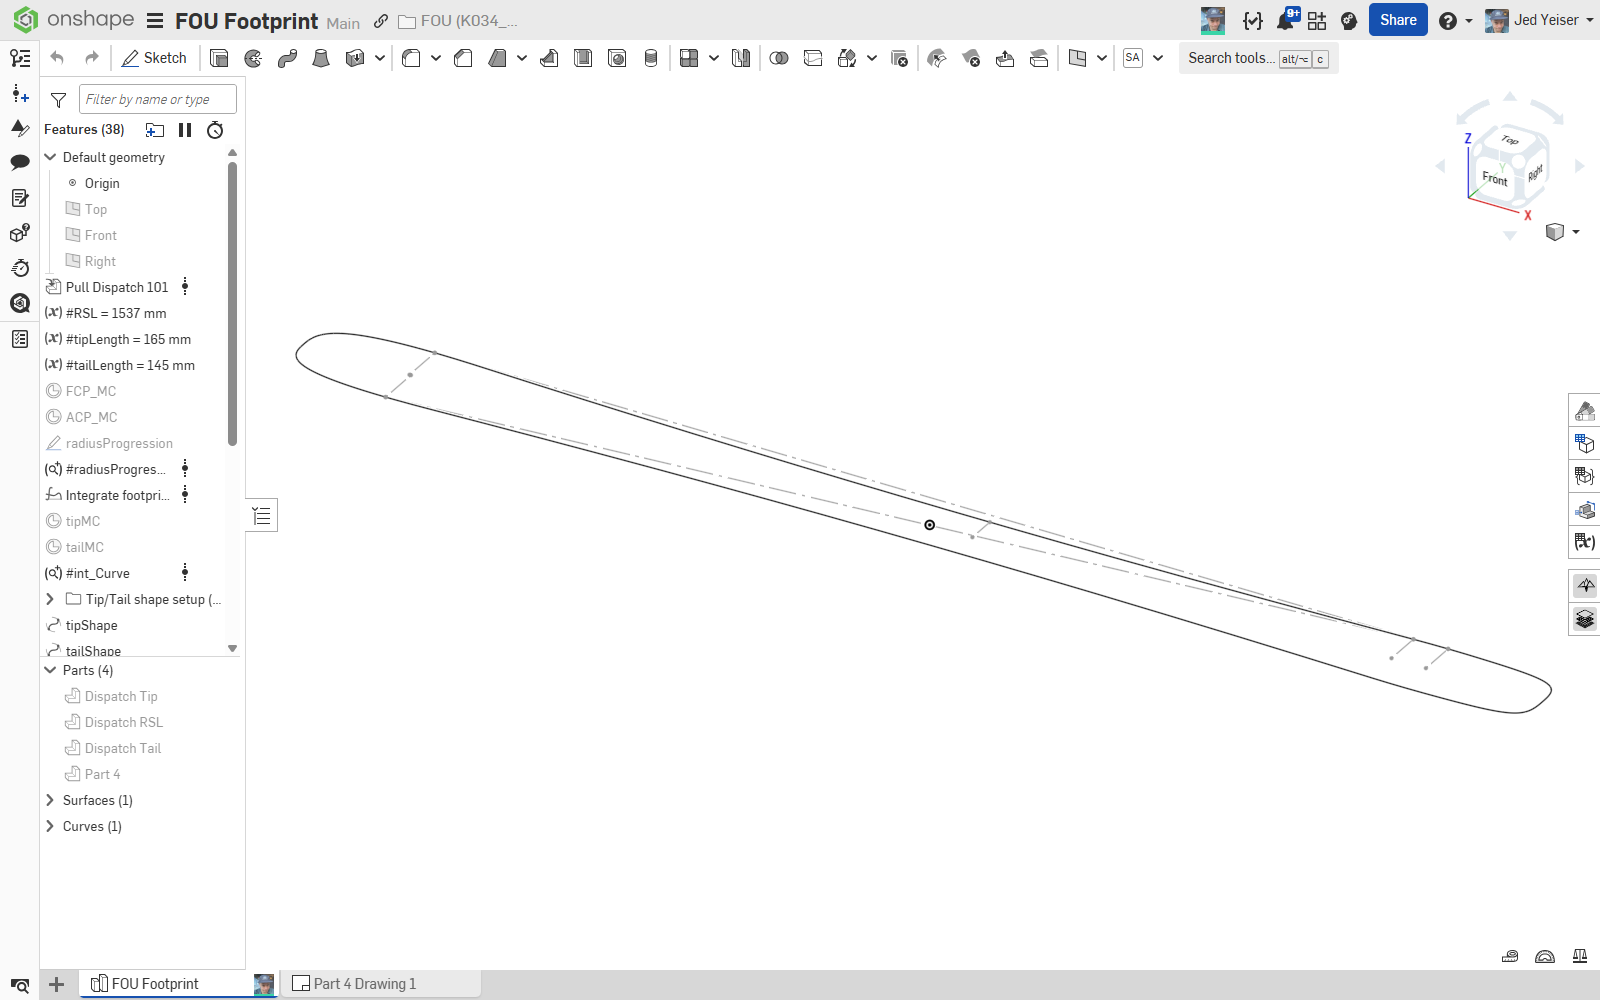 onshape FOU Footprint Main FOU (K034_... 9+ Share Jed Yeiser
Sketch SA Search tools... alt/⌥ c
Filter by name or type
Features (38)
Default geometry
Origin
Top
Front
Right
Pull Dispatch 101
(x) #RSL = 1537 mm
(x) #tipLength = 165 mm
(x) #tailLength = 145 mm
FCP_MC
ACP_MC
radiusProgression
#radiusProgres...
Integrate footpri...
tipMC
tailMC
#int_Curve
Tip/Tail shape setup (...
tipShape
tailShape
Parts (4)
Dispatch Tip
Dispatch RSL
Dispatch Tail
Part 4
Surfaces (1)
Curves (1)
Z
Top
Y
Front
Right
X
(x)
FOU Footprint
Part 4 Drawing 1